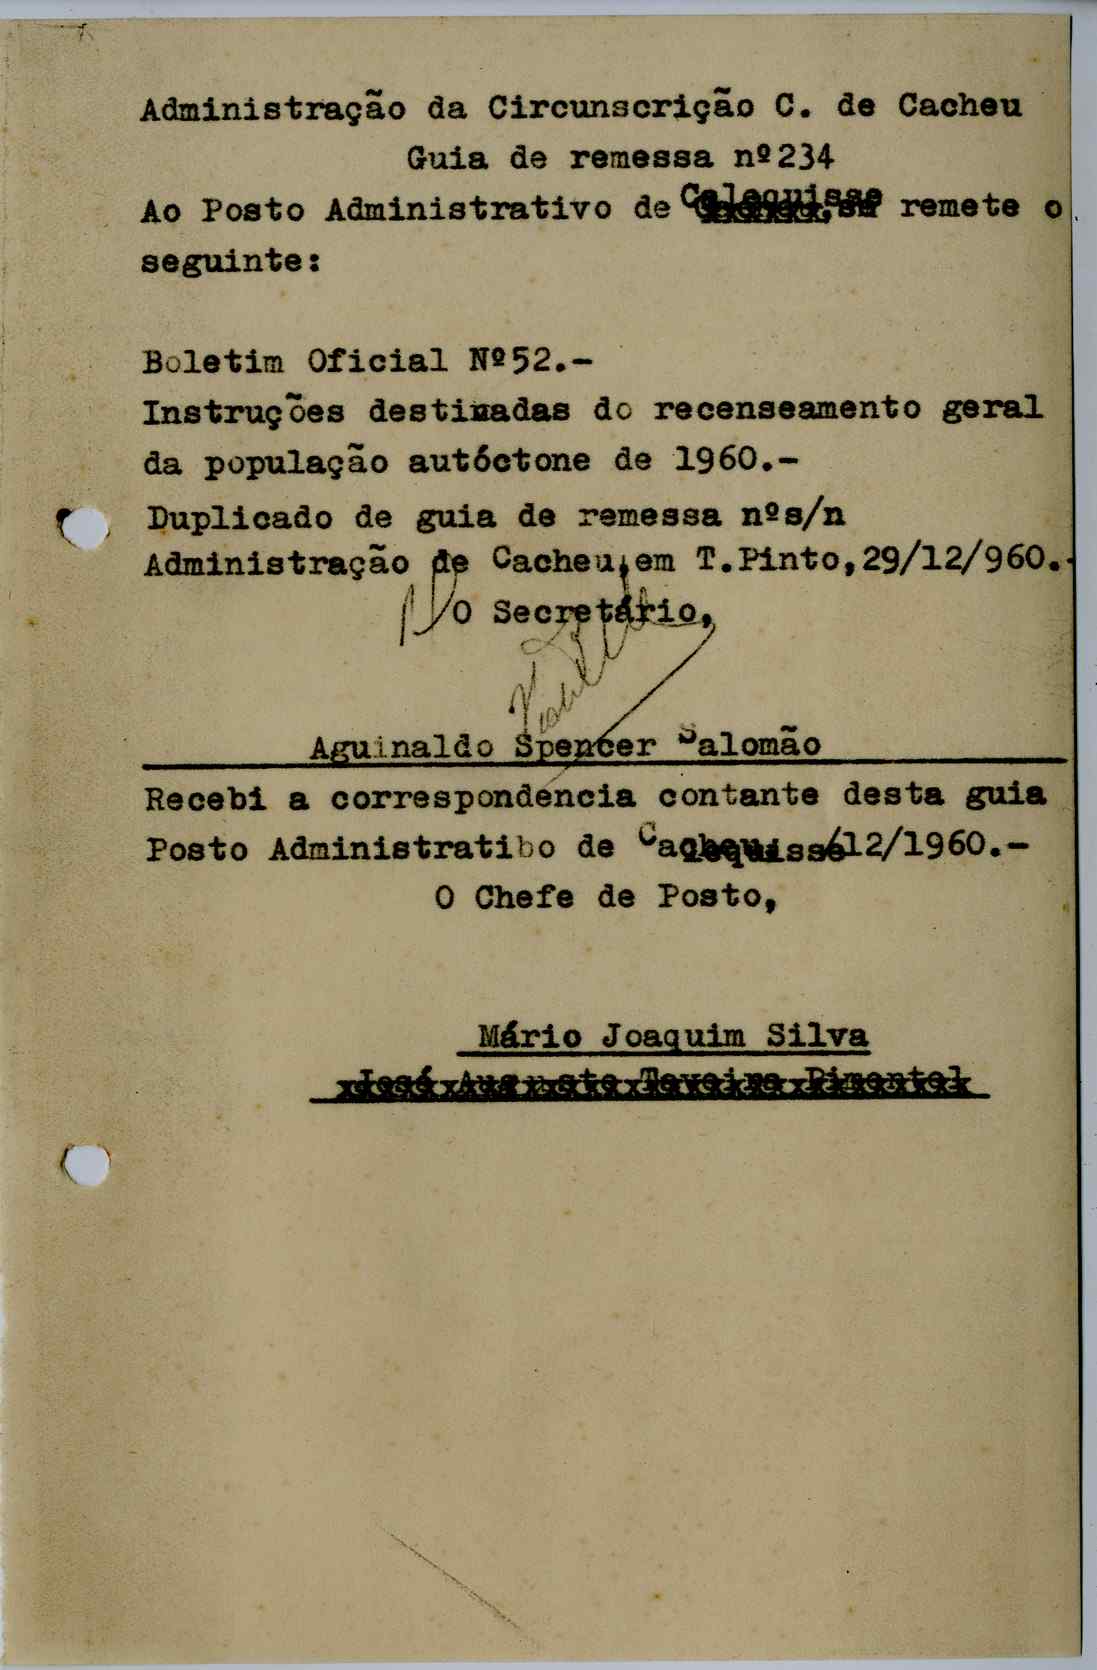 Administração da Circunscrição C. de Cacheu
Guia de remessa nº234
Ao Posto Administrativo de Calequisse remete o
seguinte:
Boletim Oficial Nº52.-
Instruções destinadas do recenseamento geral
da população autóctone de 1960.-
Duplicado de guia de remessa nºs/n
Administração de Cacheu,em T.Pinto,29/12/960.-
O Secretário,
Aguinaldo Spencer Salomão
Recebi a correspondencia contante desta guia
Posto Administratibo de /12/1960.-
O Chefe de Posto,
Mário Joaquim Silva